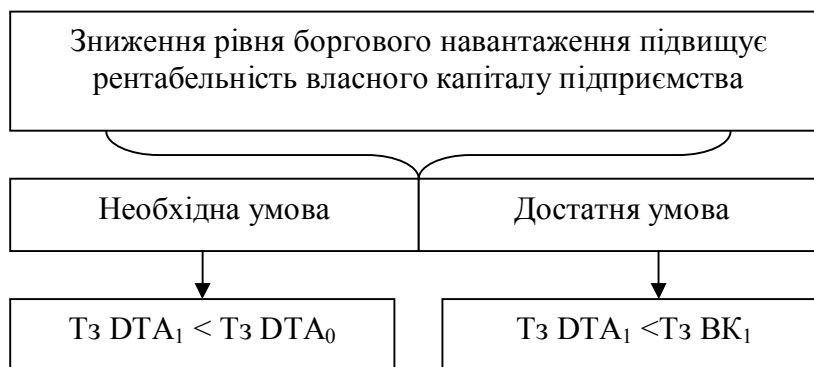 Зниження рівня боргового навантаження підвищує
рентабельність власного капіталу підприємства
Необхідна умова
Достатня умова
Тз DTA₁ < Тз DTA₀
Тз DTA₁ <Тз ВК₁